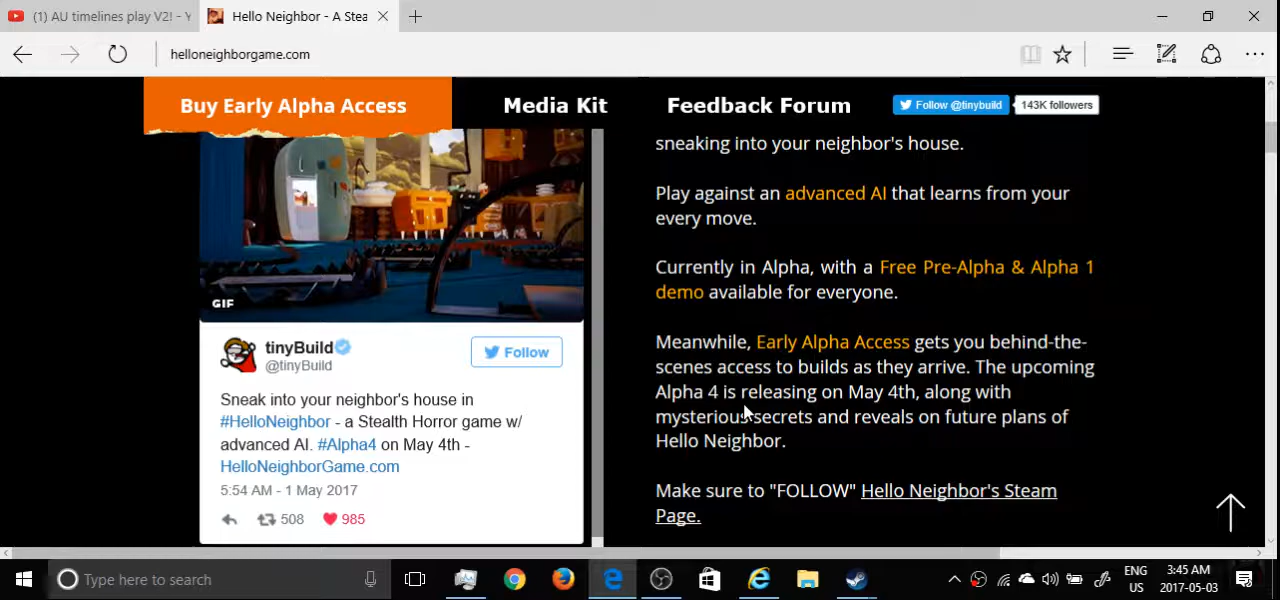 (1) AU timelines play V2! - Y
Hello Neighbor - A Stea
helloneighborgame.com
Buy Early Alpha Access
Media Kit
Feedback Forum
Follow @tinybuild
143K followers
GIF
tinyBuild
@tinyBuild
Follow
Sneak into your neighbor's house in
#HelloNeighbor - a Stealth Horror game w/
advanced AI. #Alpha4 on May 4th -
HelloNeighborGame.com
5:54 AM - 1 May 2017
508
985
sneaking into your neighbor's house.
Play against an advanced AI that learns from your
every move.
Currently in Alpha, with a Free Pre-Alpha & Alpha 1
demo available for everyone.
Meanwhile, Early Alpha Access gets you behind-the-
scenes access to builds as they arrive. The upcoming
Alpha 4 is releasing on May 4th, along with
mysterious secrets and reveals on future plans of
Hello Neighbor.
Make sure to "FOLLOW" Hello Neighbor's Steam
Page.
Type here to search
ENG
US
3:45 AM
2017-05-03